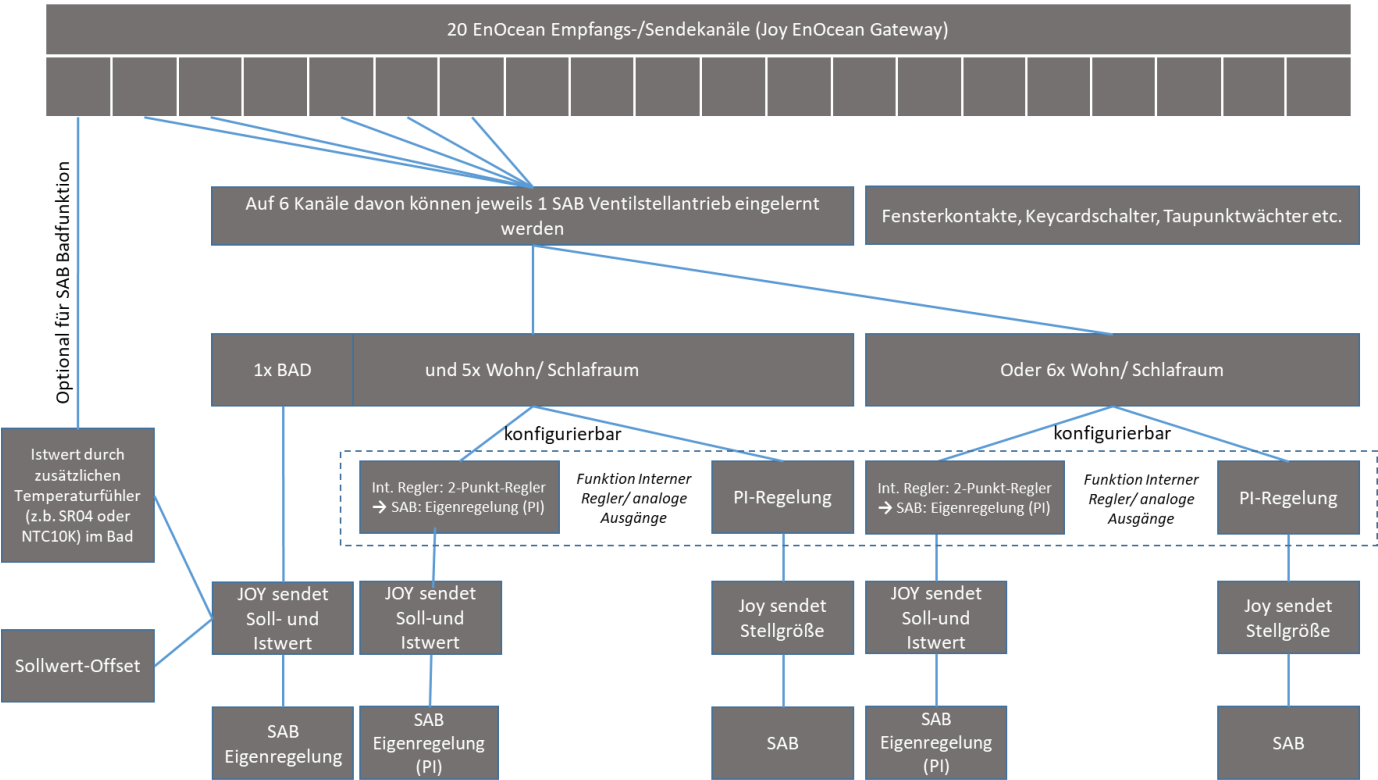 20 EnOcean Empfangs-/Sendekanäle (Joy EnOcean Gateway)
Optional für SAB Badfunktion
Auf 6 Kanäle davon können jeweils 1 SAB Ventilstellantrieb eingelernt
werden
Fensterkontakte, Keycardschalter, Taupunktwächter etc.
1x BAD
und 5x Wohn/ Schlafraum
Oder 6x Wohn/ Schlafraum
konfigurierbar
konfigurierbar
Istwert durch
zusätzlichen
Temperaturfühler
(z.b. SR04 oder
NTC10K) im Bad
Int. Regler: 2-Punkt-Regler
→ SAB: Eigenregelung (PI)
Funktion Interner
Regler/ analoge
Ausgänge
PI-Regelung
Int. Regler: 2-Punkt-Regler
→ SAB: Eigenregelung (PI)
Funktion Interner
Regler/ analoge
Ausgänge
PI-Regelung
Sollwert-Offset
JOY sendet
Soll- und
Istwert
JOY sendet
Soll-und
Istwert
Joy sendet
Stellgröße
JOY sendet
Soll-und
Istwert
Joy sendet
Stellgröße
SAB
Eigenregelung
SAB
Eigenregelung
(PI)
SAB
SAB
Eigenregelung
(PI)
SAB